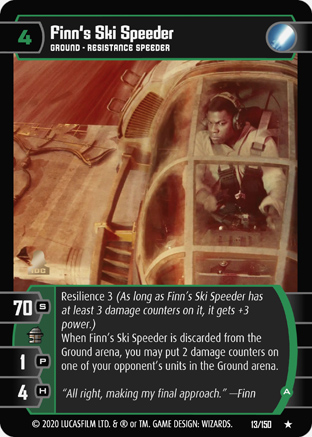 4
Finn's Ski Speeder
GROUND - RESISTANCE SPEEDER
70 S
1 P
4 H
Resilience 3 (As long as Finn's Ski Speeder has
at least 3 damage counters on it, it gets +3
power.)
When Finn's Ski Speeder is discarded from the
Ground arena, you may put 2 damage counters on
one of your opponent's units in the Ground arena.
"All right, making my final approach." —Finn
A
© 2020 LUCASFILM LTD. & ® or TM. GAME DESIGN: WIZARDS.
13/150